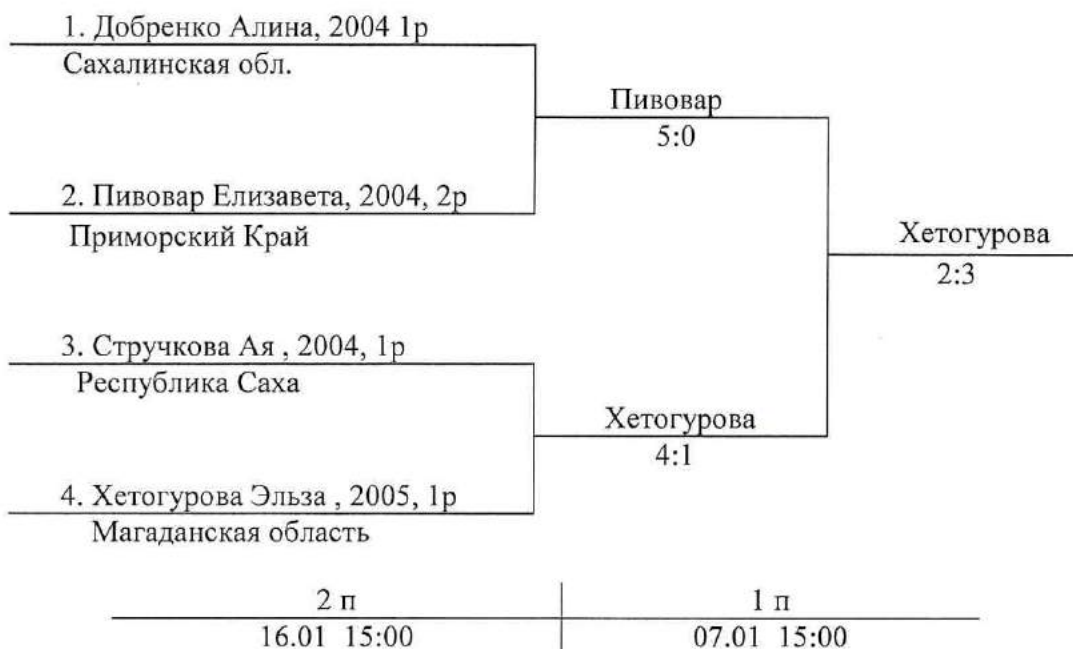 1. Добренко Алина, 2004 1р
Сахалинская обл.
Пивовар
5:0
2. Пивовар Елизавета, 2004, 2р
Приморский Край
Хетогурова
2:3
3. Стручкова Ая , 2004, 1р
Республика Саха
Хетогурова
4:1
4. Хетогурова Эльза , 2005, 1р
Магаданская область
2 п
1 п
16.01 15:00
07.01 15:00